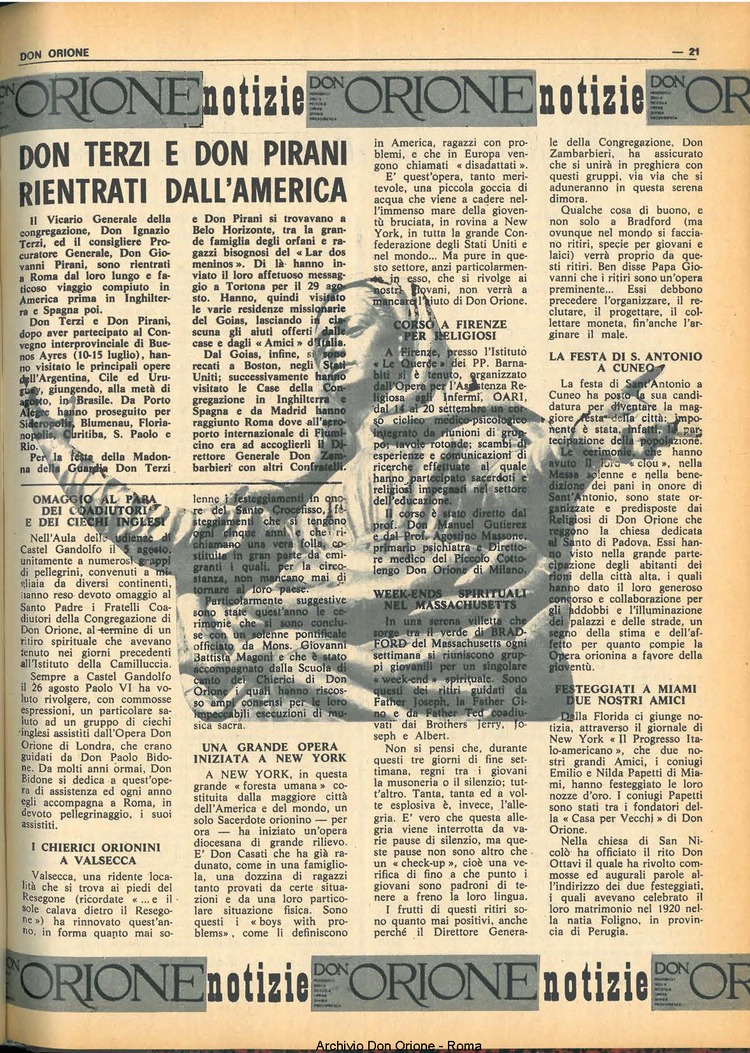 DON ORIONE
— 21
DON ORIONE notizie DON ORIONE notizie DON OR
DON TERZI E DON PIRANI
RIENTRATI DALL'AMERICA
Il Vicario Generale della
congregazione, Don Ignazio
Terzi, ed il consigliere Pro-
curatore Generale, Don Gio-
vanni Pirani, sono rientrati
a Roma dal loro lungo e fa-
ticoso viaggio compiuto in
America prima in Inghilter-
ra e Spagna poi.
Don Terzi e Don Pirani,
dopo aver partecipato al Con-
vegno interprovinciale di Bue-
nos Ayres (10-15 luglio), han-
no visitato le principali opere
dell'Argentina, Cile ed Uru-
guay, giungendo, alla metà di
agosto, in Brasile. Da Porto
Alegre hanno proseguito per
Sideropolis, Blumenau, Floria-
nopolis, Curitiba, S. Paolo e
Rio.
Per la festa della Madon-
na della Guardia Don Terzi
e Don Pirani si trovavano a
Belo Horizonte, tra la gran-
de famiglia degli orfani e ra-
gazzi bisognosi del « Lar dos
meninos ». Di là hanno in-
viato il loro affettuoso messag-
gio a Tortona per il 29 ago-
sto. Hanno, quindi visitato
le varie residenze missionarie
del Goias, lasciando in cia-
scuna gli aiuti offerti dalle
case e dagli « Amici » d'Italia.
Dal Goias, infine, si sono
recati a Boston, negli Stati
Uniti; successivamente hanno
visitato le Case della Con-
gregazione in Inghilterra e
Spagna e da Madrid hanno
raggiunto Roma dove all'aero-
porto internazionale di Fiumi-
cino era ad accoglierli il Di-
rettore Generale Don Zam-
barbieri con altri Confratelli.
OMAGGIO AL PAPA
DEI COADIUTORI
E DEI CIECHI INGLESI
Nell'Aula delle udienze di
Castel Gandolfo il agosto,
unitamente a numerosi gruppi
di pellegrini, convenuti a mi-
gliaia da diversi continenti,
hanno reso devoto omaggio al
Santo Padre i Fratelli Coa-
diutori della Congregazione di
Don Orione, al termine di un
ritiro spirituale che avevano
tenuto nei giorni precedenti
all'Istituto della Camilluccia.
Sempre a Castel Gandolfo
il 26 agosto Paolo VI ha vo-
luto rivolgere, con commosse
espressioni, un particolare sa-
luto ad un gruppo di ciechi
inglesi assistiti dall'Opera Don
Orione di Londra, che erano
guidati da Don Paolo Bido-
ne. Da molti anni ormai, Don
Bidone si dedica a quest'ope-
ra di assistenza ed ogni anno
egli accompagna a Roma, in
devoto pellegrinaggio, i suoi
assistiti.
I CHIERICI ORIONINI
A VALSECCA
Valsecca, una ridente loca-
lità che si trova ai piedi del
Resegone (ricordate « ... e il
sole calava dietro il Resego-
ne ») ha rinnovato quest'an-
no, in forma quanto mai so-
lenne i festeggiamenti in ono-
re del Santo Crocefisso, fe-
steggiamenti che si tengono
ogni cinque anni e che ri-
chiamano una vera folla, co-
stituita in gran parte da emi-
granti i quali, per la circo-
stanza, non mancano mai di
tornare al loro paese.
Particolarmente suggestive
sono state quest'anno le ce-
rimonie che si sono conclu-
se con un solenne pontificale
officiato da Mons. Giovanni
Battista Magoni e che è stato
accompagnato dalla Scuola di
canto dei Chierici di Don
Orione i quali hanno riscos-
so ampi consensi per le loro
impeccabili esecuzioni di mu-
sica sacra.
UNA GRANDE OPERA
INIZIATA A NEW YORK
A NEW YORK, in questa
grande « foresta umana » co-
stituita dalla maggiore città
dell'America e del mondo, un
solo Sacerdote orionino — per
ora — ha iniziato un'opera
diocesana di grande rilievo.
E' Don Casati che ha già ra-
dunato, come in una famiglio-
la, una dozzina di ragazzi
tanto provati da certe situa-
zioni e da una loro partico-
lare situazione fisica. Sono
questi i « boys with pro-
blems », come li definiscono
in America, ragazzi con pro-
blemi, e che in Europa ven-
gono chiamati « disadattati ».
E' quest'opera, tanto meri-
tevole, una piccola goccia di
acqua che viene a cadere nel-
l'immenso mare della gioven-
tù bruciata, in rovina a New
York, in tutta la grande Con-
federazione degli Stati Uniti e
nel mondo... Ma pure in que-
sto settore, anzi particolarmen-
te in esso, che si rivolge ai
nostri giovani, non verrà a
mancare l'aiuto di Don Orione.
CORSO A FIRENZE
PER RELIGIOSI
A Firenze, presso l'Istituto
« Le Querde » dei PP. Barna-
biti si è tenuto, organizzato
dall'Opera per l'Assistenza Re-
ligiosa agli Infermi, OARI,
dal 14 al 20 settembre un cor-
so ciclico medico-psicologico
integrato da riunioni di grup-
po, tavole rotonde; scambi di
esperienze e comunicazioni di
ricerche effettuate al quale
hanno partecipato sacerdoti e
religiosi impegnati nel settore
dell'educazione.
Il corso è stato diretto dal
prof. Don Manuel Gutierez
e dal Prof. Agostino Massone,
primario psichiatra e Diretto-
re medico del Piccolo Cotto-
lengo Don Orione di Milano.
WEEK-ENDS SPIRITUALI
NEL MASSACHUSETTS
In una serena villetta che
sorge tra il verde di BRAD-
FORD nel Massachusetts ogni
settimana si riuniscono grup-
pi giovanili per un singolare
« week-end » spirituale. Sono
questi dei ritiri guidati da
Father Joseph, la Father Gi-
no e da Father Ted coadiu-
vati dai Brothers Jerry, Jo-
seph e Albert.
Non si pensi che, durante
questi tre giorni di fine set-
timana, regni tra i giovani
la musoneria o il silenzio; tut-
t'altro. Tanta, tanta ed a vol-
te esplosiva è, invece, l'alle-
gria. E' vero che questa alle-
gria viene interrotta da va-
rie pause di silenzio, ma que-
ste pause non sono altro che
un « check-up », cioè una ve-
rifica di fino a che punto i
giovani sono padroni di te-
nere a freno la loro lingua.
I frutti di questi ritiri so-
no quanto mai positivi, anche
perché il Direttore Genera-
le della Congregazione, Don
Zambarbieri, ha assicurato
che si unirà in preghiera con
questi gruppi, via via che si
aduneranno in questa serena
dimora.
Qualche cosa di buono, e
non solo a Bradford (ma
ovunque nel mondo si faccia-
no ritiri, specie per giovani e
laici) verrà proprio da que-
sti ritiri. Ben disse Papa Gio-
vanni che i ritiri sono un'opera
preminente... Essi debbono
precedere l'organizzare, il re-
clutare, il progettare, il col-
lettare moneta, fin'anche l'ar-
ginare il male.
LA FESTA DI S. ANTONIO
A CUNEO
La festa di Sant'Antonio a
Cuneo ha posto la sua candi-
datura per diventare la mag-
giore festa della città: impo-
nente è stata, infatti, la par-
tecipazione della popolazione.
Le cerimonie che hanno
avuto il loro « clou », nella
Messa solenne e nella bene-
dizione dei pani in onore di
Sant'Antonio, sono state or-
ganizzate e predisposte dai
Religiosi di Don Orione che
reggono la chiesa dedicata
al Santo di Padova. Essi han-
no visto nella grande parte-
cipazione degli abitanti dei
rioni della città alta, i quali
hanno dato il loro generoso
concorso e collaborazione per
gli addobbi e l'illuminazione
dei palazzi e delle strade, un
segno della stima e dell'af-
fetto per quanto compie la
Opera orionina a favore della
gioventù.
FESTEGGIATI A MIAMI
DUE NOSTRI AMICI
Dalla Florida ci giunge no-
tizia, attraverso il giornale di
New York « Il Progresso Ita-
lo-americano », che due no-
stri grandi Amici, i coniugi
Emilio e Nilda Papetti di Mia-
mi, hanno festeggiato le loro
nozze d'oro. I coniugi Papetti
sono stati tra i fondatori del-
la « Casa per Vecchi » di Don
Orione.
Nella chiesa di San Ni-
colò ha officiato il rito Don
Ottavi il quale ha rivolto com-
mosse ed augurali parole al-
l'indirizzo dei due festeggiati,
i quali avevano celebrato il
loro matrimonio nel 1920 nel-
la natia Foligno, in provin-
cia di Perugia.
DON ORIONE notizie DON ORIONE notizie DON OR
Archivio Don Orione - Roma